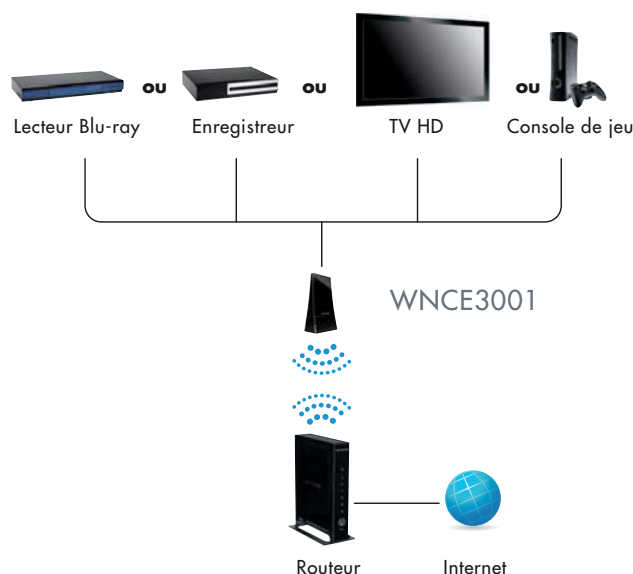 ou
ou
ou
Lecteur Blu-ray
Enregistreur
TV HD
Console de jeu
WNCE3001
Routeur
Internet